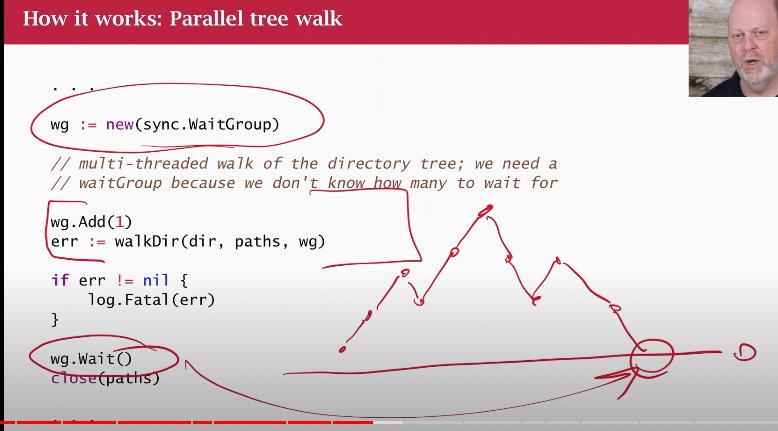 How it works: Parallel tree walk
. . .
wg := new(sync.WaitGroup)
// multi-threaded walk of the directory tree; we need a
// waitGroup because we don't know how many to wait for
wg.Add(1)
err := walkDir(dir, paths, wg)
if err != nil {
log.Fatal(err)
}
wg.Wait()
0
close(paths)
. . .